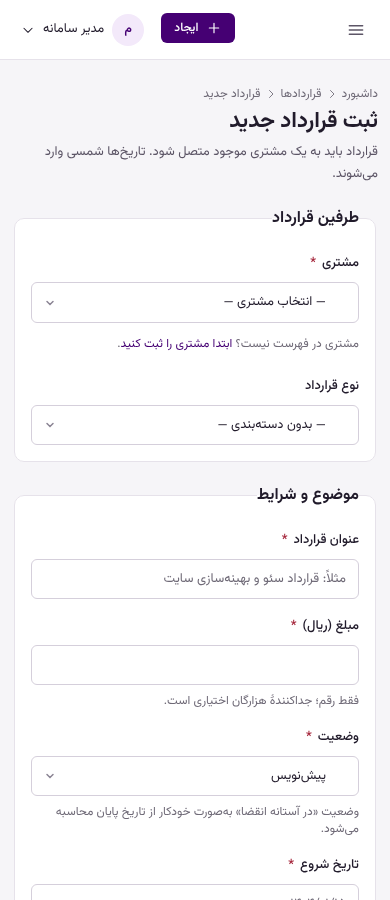 ایجاد
م
مدیر سامانه
داشبورد
قراردادها
قرارداد جدید
ثبت قرارداد جدید
قرارداد باید به یک مشتری موجود متصل شود. تاریخ‌ها شمسی وارد
می‌شوند.
طرفین قرارداد
مشتری *
— انتخاب مشتری —
مشتری در فهرست نیست؟ ابتدا مشتری را ثبت کنید.
نوع قرارداد
— بدون دسته‌بندی —
موضوع و شرایط
عنوان قرارداد *
مثلاً: قرارداد سئو و بهینه‌سازی سایت
مبلغ (ریال) *
فقط رقم؛ جداکنندهٔ هزارگان اختیاری است.
وضعیت *
پیش‌نویس
وضعیت «در آستانه انقضا» به‌صورت خودکار از تاریخ پایان محاسبه
می‌شود.
تاریخ شروع *